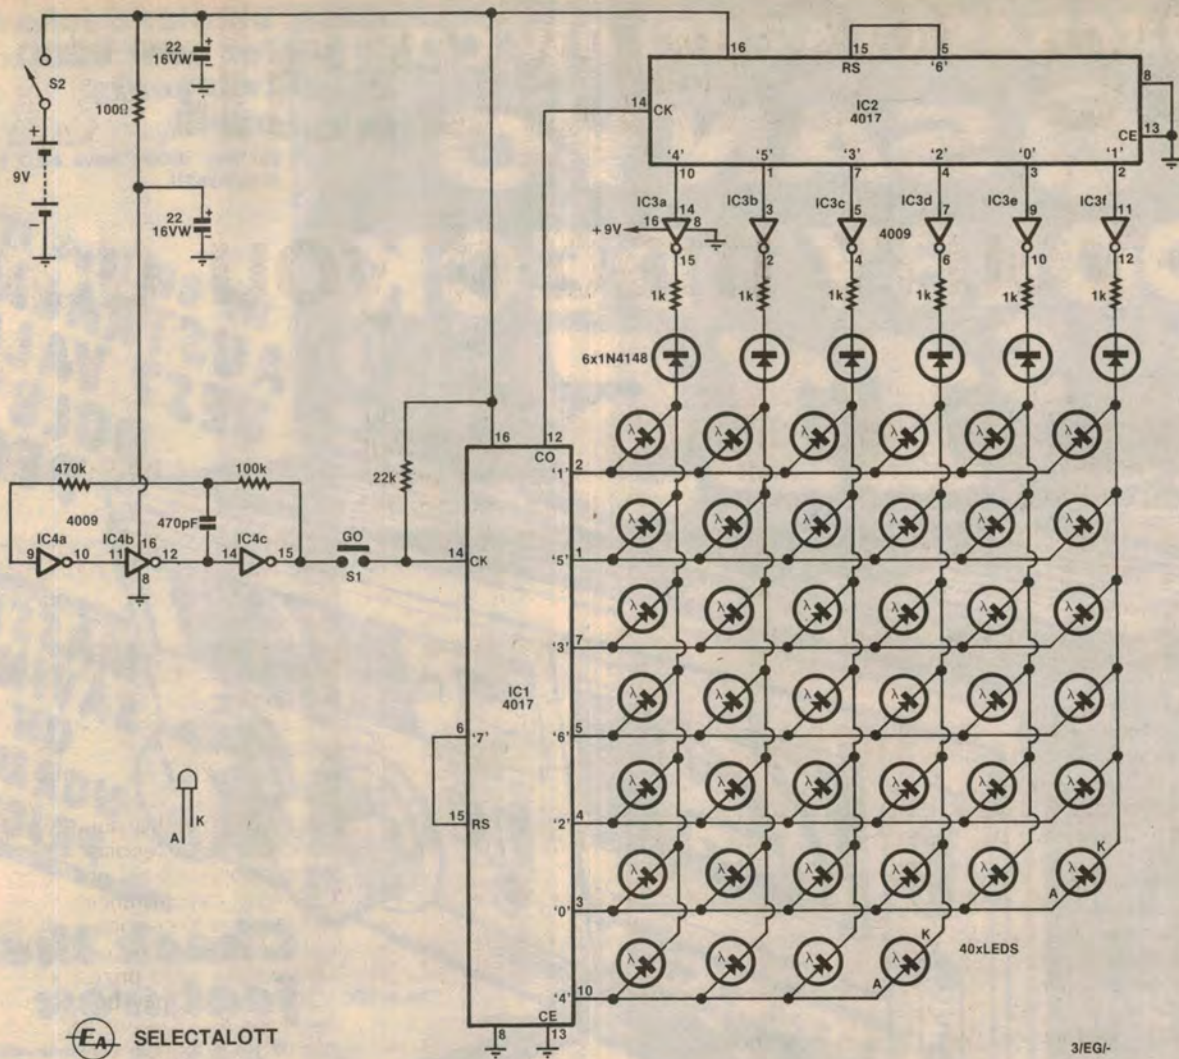 S2
9V
+
−
100Ω
22
16VW
+
−
22
16VW
+
−
470k
100k
4009
470pF
IC4a
9
10
IC4b
11
16
12
8
IC4c
14
15
GO
S1
22k
A
K
16
12
CO
14
CK
IC1
4017
6
'7'
15
RS
8
CE
13
'1' 2
'5' 1
'3' 7
'6' 5
'2' 4
'0' 3
'4' 10
16
15
RS
5
'6'
14
CK
IC2
4017
8
CE
13
'4' '5' '3' '2' '0' '1'
10 1 7 4 3 2
IC3a IC3b IC3c IC3d IC3e IC3f
14 3 5 7 9 11
+9V
16
8
4009
15 2 4 6 10 12
1k 1k 1k 1k 1k 1k
6x1N4148
λ λ λ λ λ λ
λ λ λ λ λ λ
λ λ λ λ λ λ
λ λ λ λ λ λ
λ λ λ λ λ λ
λ λ λ λ λ λ
A
K
λ λ λ λ
A
K
40xLEDS
EA SELECTALOTT
3/EG/-